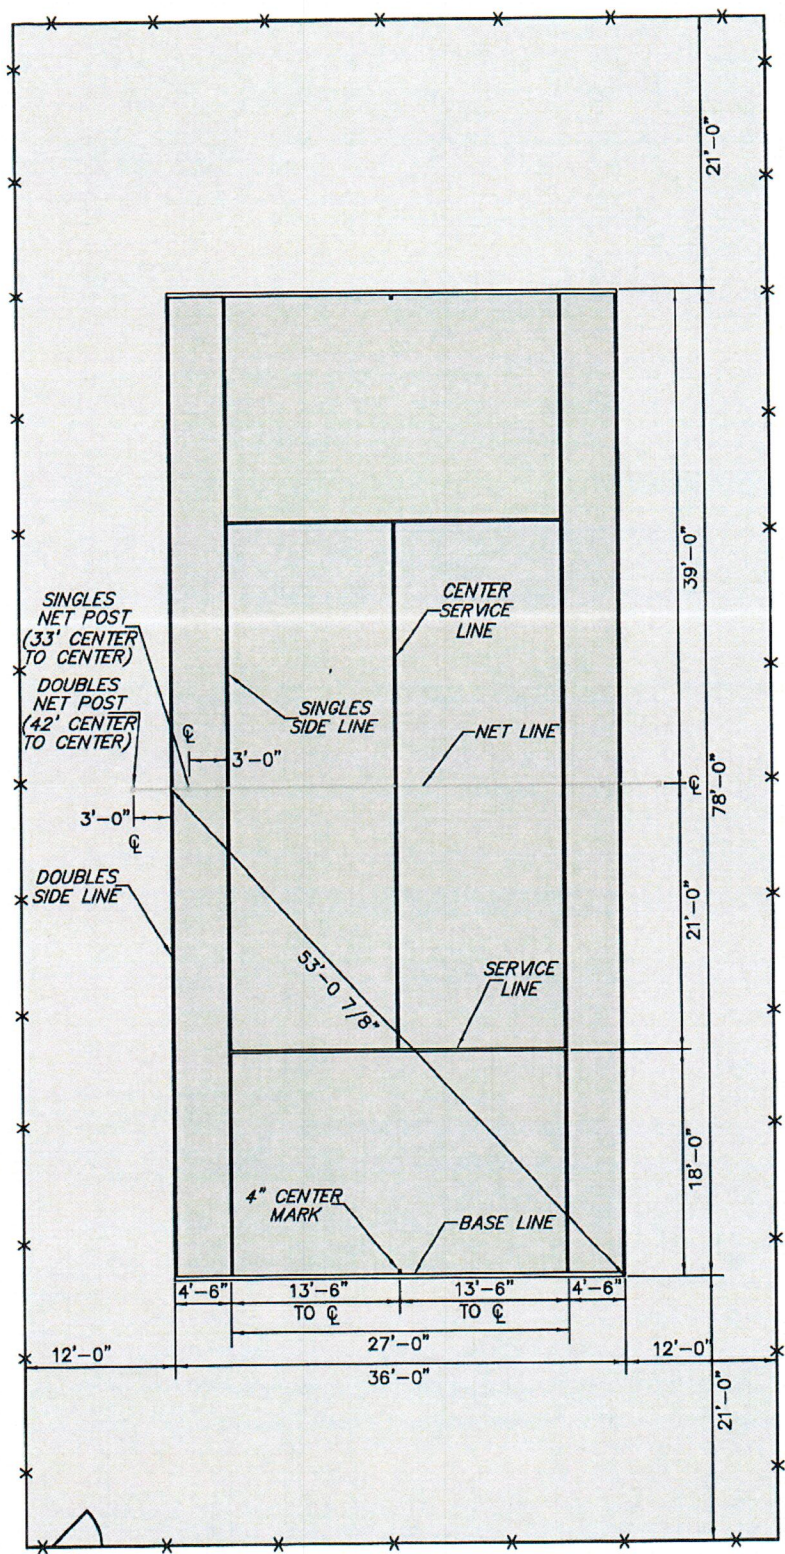 21'-0"
39'-0"
78'-0"
SINGLES
NET POST
(33' CENTER
TO CENTER)
DOUBLES
NET POST
(42' CENTER
TO CENTER)
CENTER
SERVICE
LINE
SINGLES
SIDE LINE
NET LINE
℄
3'-0"
℄
3'-0"
℄
DOUBLES
SIDE LINE
53'-0 7/8"
21'-0"
SERVICE
LINE
18'-0"
4" CENTER
MARK
BASE LINE
4'-6" 13'-6" 13'-6" 4'-6"
TO ℄ TO ℄
27'-0"
12'-0" 36'-0" 12'-0"
21'-0"